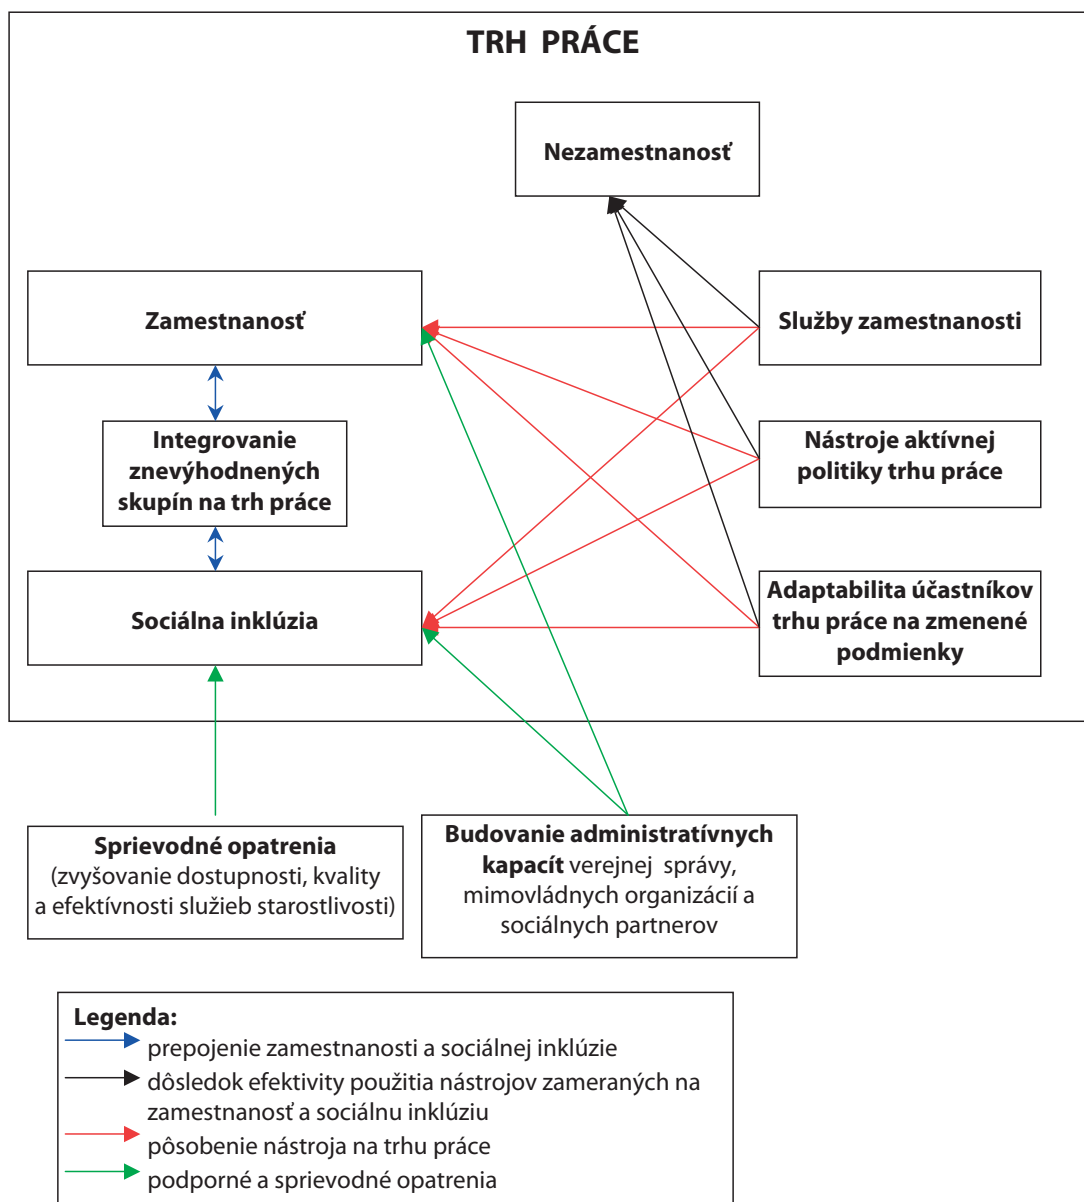 TRH PRÁCE
Nezamestnanosť
Zamestnanosť
Služby zamestnanosti
Integrovanie
znevýhodnených
skupín na trh práce
Nástroje aktívnej
politiky trhu práce
Sociálna inklúzia
Adaptabilita účastníkov
trhu práce na zmenené
podmienky
Sprievodné opatrenia
(zvyšovanie dostupnosti, kvality
a efektívnosti služieb starostlivosti)
Budovanie administratívnych
kapacít verejnej správy,
mimovládnych organizácií a
sociálnych partnerov
Legenda:
prepojenie zamestnanosti a sociálnej inklúzie
dôsledok efektivity použitia nástrojov zameraných na
zamestnanosť a sociálnu inklúziu
pôsobenie nástroja na trhu práce
podporné a sprievodné opatrenia